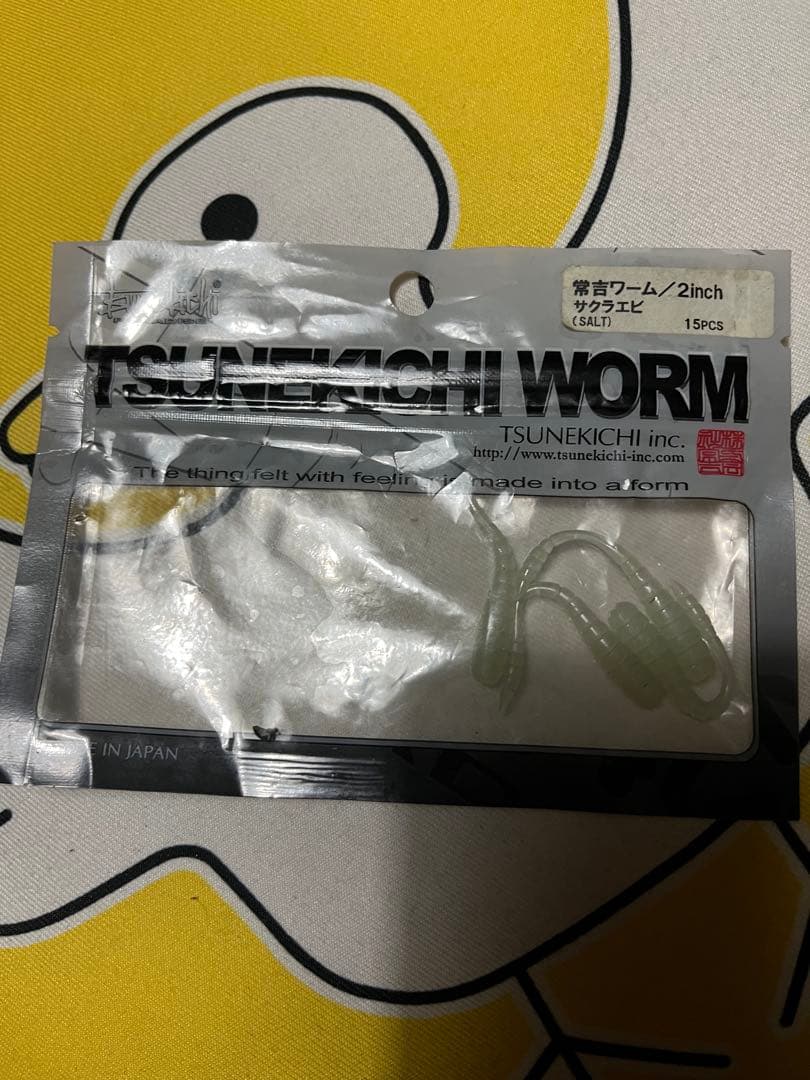 常吉ワーム/2inch
サクラエビ
(SALT) 15PCS
TSUNEKICHI WORM
TSUNEKICHI inc.
http://www.tsunekichi-inc.com
The thing felt with feeling is made into a form
IN JAPAN